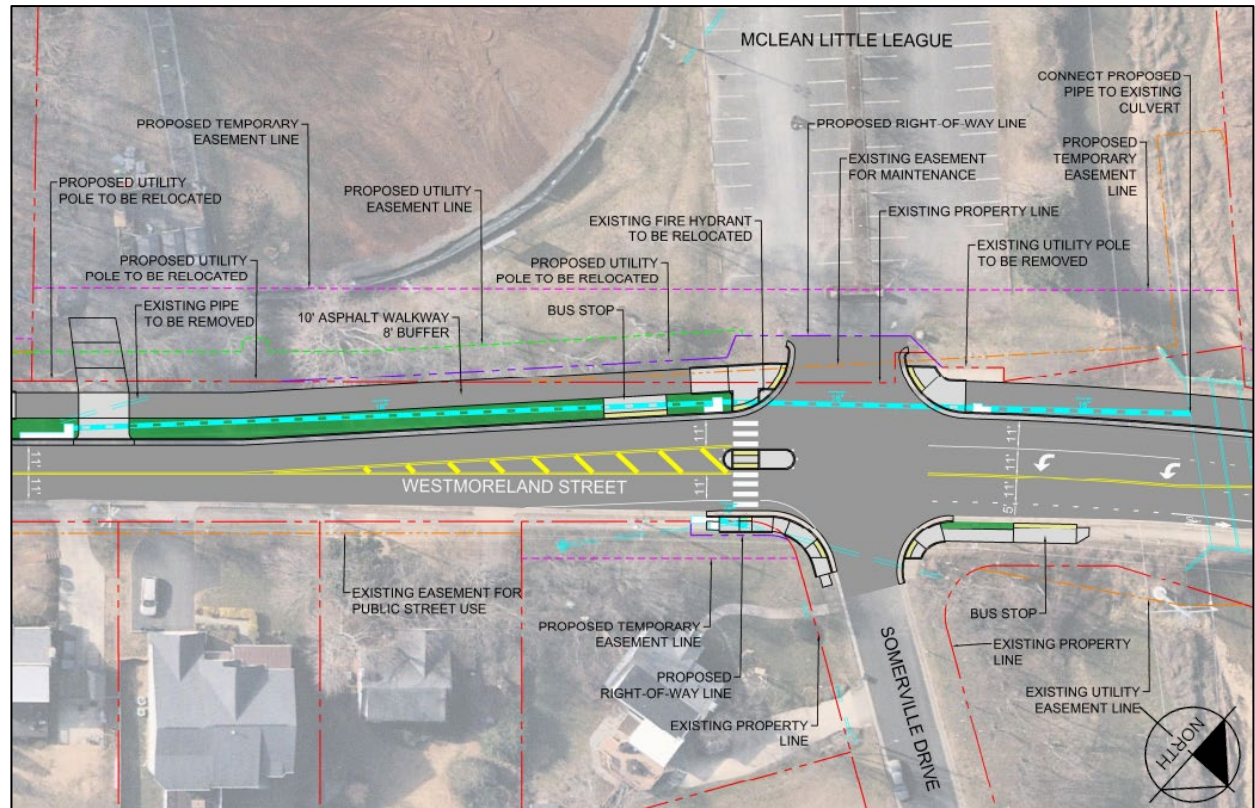 MCLEAN LITTLE LEAGUE
CONNECT PROPOSED
PIPE TO EXISTING
CULVERT
PROPOSED TEMPORARY
EASEMENT LINE
PROPOSED RIGHT-OF-WAY LINE
PROPOSED
TEMPORARY
EASEMENT
LINE
EXISTING EASEMENT
FOR MAINTENANCE
PROPOSED UTILITY
POLE TO BE RELOCATED
PROPOSED UTILITY
EASEMENT LINE
EXISTING FIRE HYDRANT
TO BE RELOCATED
EXISTING PROPERTY LINE
EXISTING UTILITY POLE
TO BE REMOVED
PROPOSED UTILITY
POLE TO BE RELOCATED
PROPOSED UTILITY
POLE TO BE RELOCATED
EXISTING PIPE
TO BE REMOVED
10' ASPHALT WALKWAY
8' BUFFER
BUS STOP
11'
11'
11'
11'
11'
11'
5'
WESTMORELAND STREET
EXISTING EASEMENT FOR
PUBLIC STREET USE
PROPOSED TEMPORARY
EASEMENT LINE
PROPOSED
RIGHT-OF-WAY LINE
EXISTING PROPERTY
LINE
SOMERVILLE DRIVE
BUS STOP
EXISTING PROPERTY
LINE
EXISTING UTILITY
EASEMENT LINE
NORTH